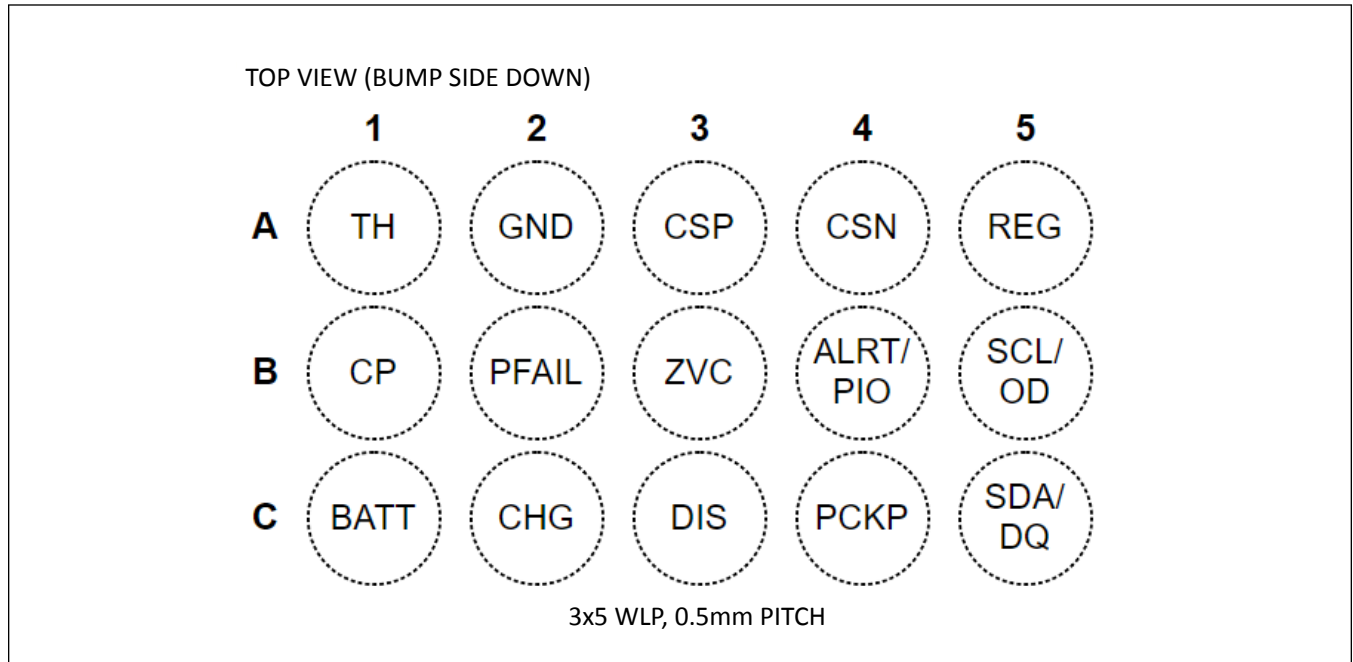 TOP VIEW (BUMP SIDE DOWN)
1 2 3 4 5
A TH GND CSP CSN REG
B CP PFAIL ZVC ALRT/ PIO SCL/ OD
C BATT CHG DIS PCKP SDA/ DQ
3x5 WLP, 0.5mm PITCH